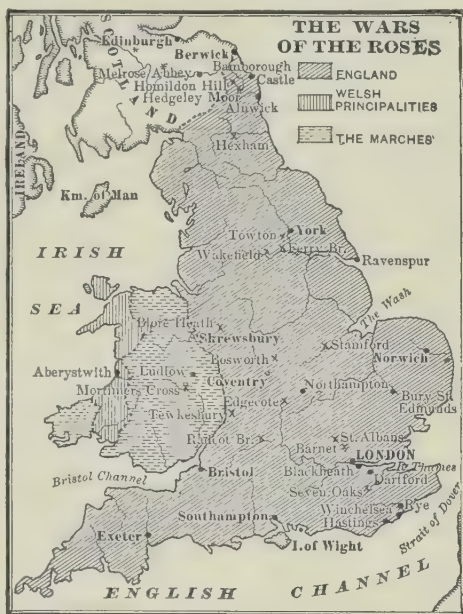 THE WARS
OF THE ROSES
ENGLAND
WELSH
PRINCIPALITIES
THE MARCHES
SCOTLAND
Edinburgh
Berwick
Melrose Abbey
Bamborough
Castle
Homildon Hill
Hedgeley Moor
Alnwick
Hexham
IRELAND
Km. of Man
IRISH
SEA
York
Towton
Ferry Br.
Wakefield
Ravenspur
The Wash
Blore Heath
Shrewsbury
Stamford
Bosworth
Norwich
Aberystwith
Ludlow
Coventry
Mortimers Cross
Northampton
Bury St.
Edmunds
Edgecote
Tewkesbury
Radcot Br.
St. Albans
Barnet
LONDON
R. Thames
Bristol Channel
Bristol
Blackheath
Dartford
Seven Oaks
Winchelsea
Rye
Hastings
Southampton
Exeter
I. of Wight
Strait of Dover
ENGLISH CHANNEL